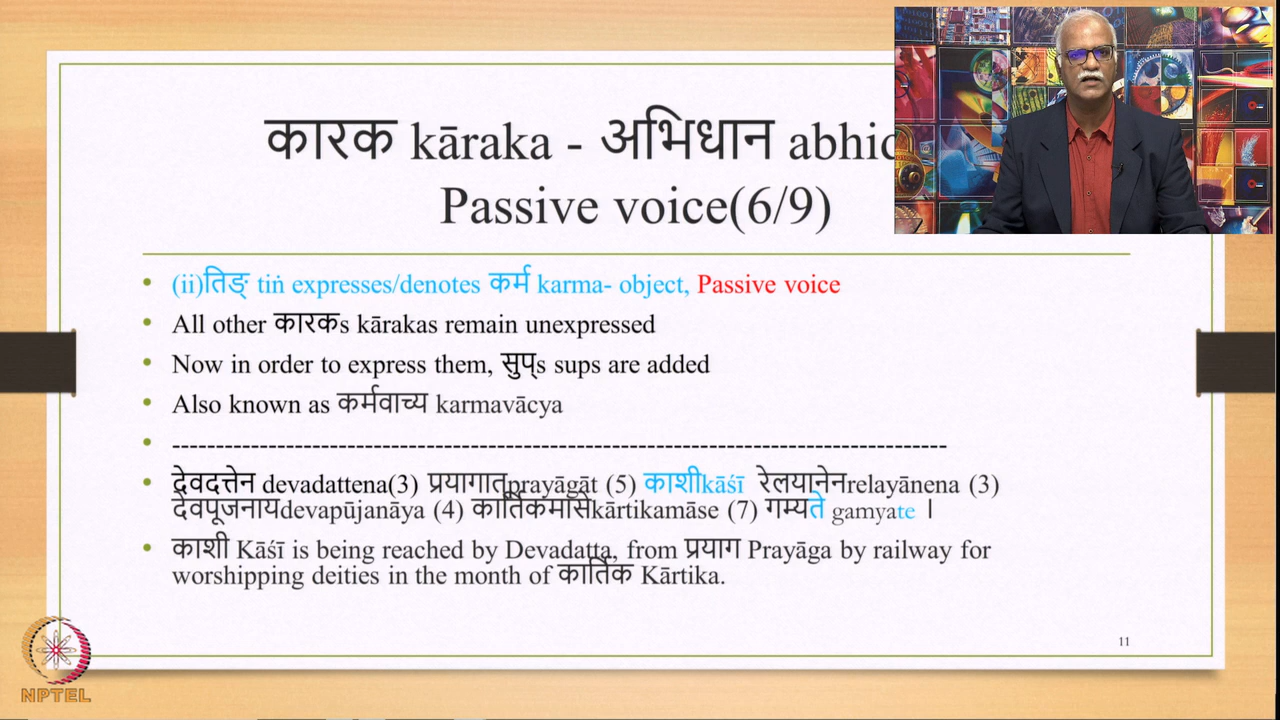 कारक kāraka - अभिधान
Passive voice(6/9)
• (ii)तिङ् tiṅ expresses/denotes कर्म karma- object, Passive voice
• All other कारकs kārakas remain unexpressed
• Now in order to express them, सुप्s sups are added
• Also known as कर्मवाच्य karmavācya
• -----------------------------------------------------------------------------------------
• देवदत्तेन devadattena(3) प्रयागात्prayāgāt (5) काशीkāśī रेलयानेनrelayānena (3)
देवपूजनायdevapūjanāya (4) कार्तिकमासेkārtikamāse (7) गम्यते gamyate ।
• काशी Kāśī is being reached by Devadatta, from प्रयाग Prayāga by railway for
worshipping deities in the month of कार्तिक Kārtika.
11
NPTEL